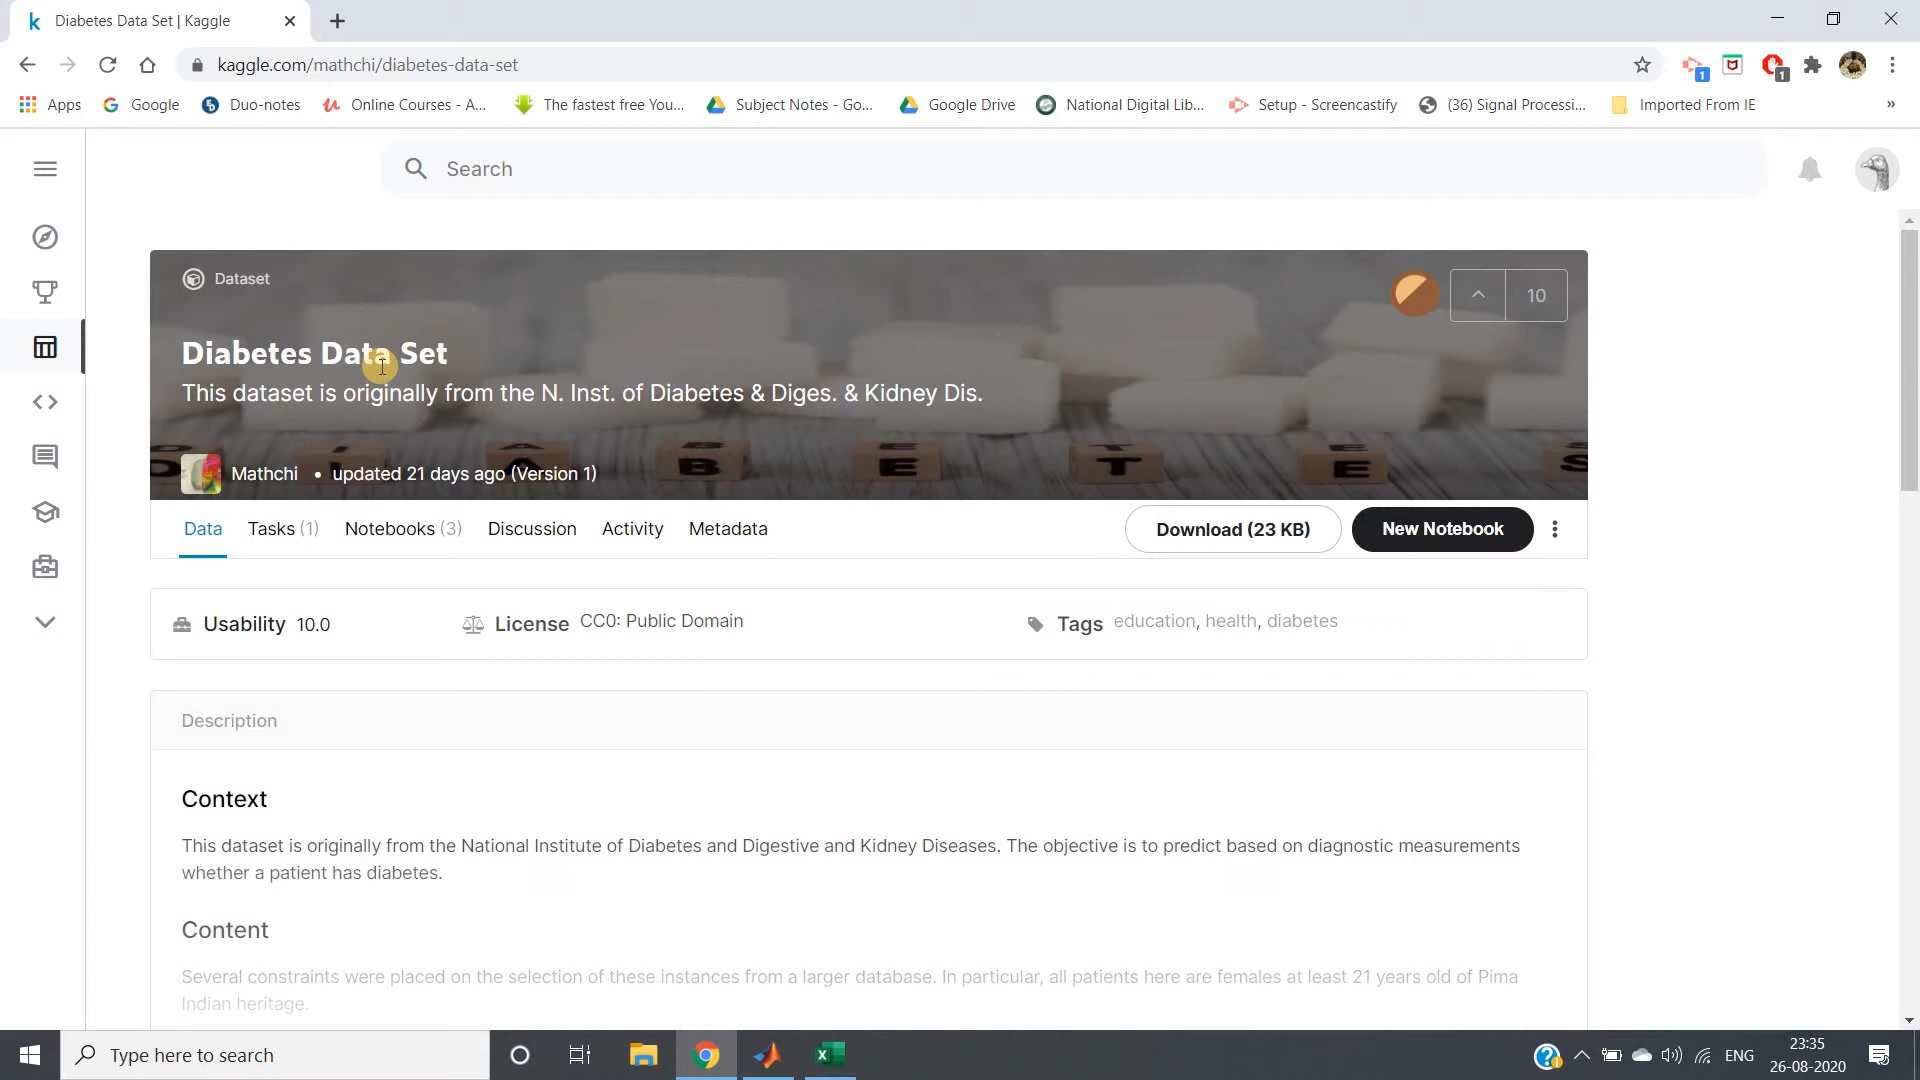 Diabetes Data Set | Kaggle
kaggle.com/mathchi/diabetes-data-set
1
1
Apps
Google
Duo-notes
Online Courses - A...
The fastest free You...
Subject Notes - Go...
Google Drive
National Digital Lib...
Setup - Screencastify
(36) Signal Processi...
Imported From IE
»
Search
Dataset
10
Diabetes Data Set
This dataset is originally from the N. Inst. of Diabetes & Diges. & Kidney Dis.
D I A B E T E S
Mathchi • updated 21 days ago (Version 1)
Data
Tasks (1)
Notebooks (3)
Discussion
Activity
Metadata
Download (23 KB)
New Notebook
Usability 10.0
License CC0: Public Domain
Tags education, health, diabetes
Description
Context
This dataset is originally from the National Institute of Diabetes and Digestive and Kidney Diseases. The objective is to predict based on diagnostic measurements
whether a patient has diabetes.
Content
Several constraints were placed on the selection of these instances from a larger database. In particular, all patients here are females at least 21 years old of Pima
Indian heritage.
Type here to search
ENG
23:35
26-08-2020